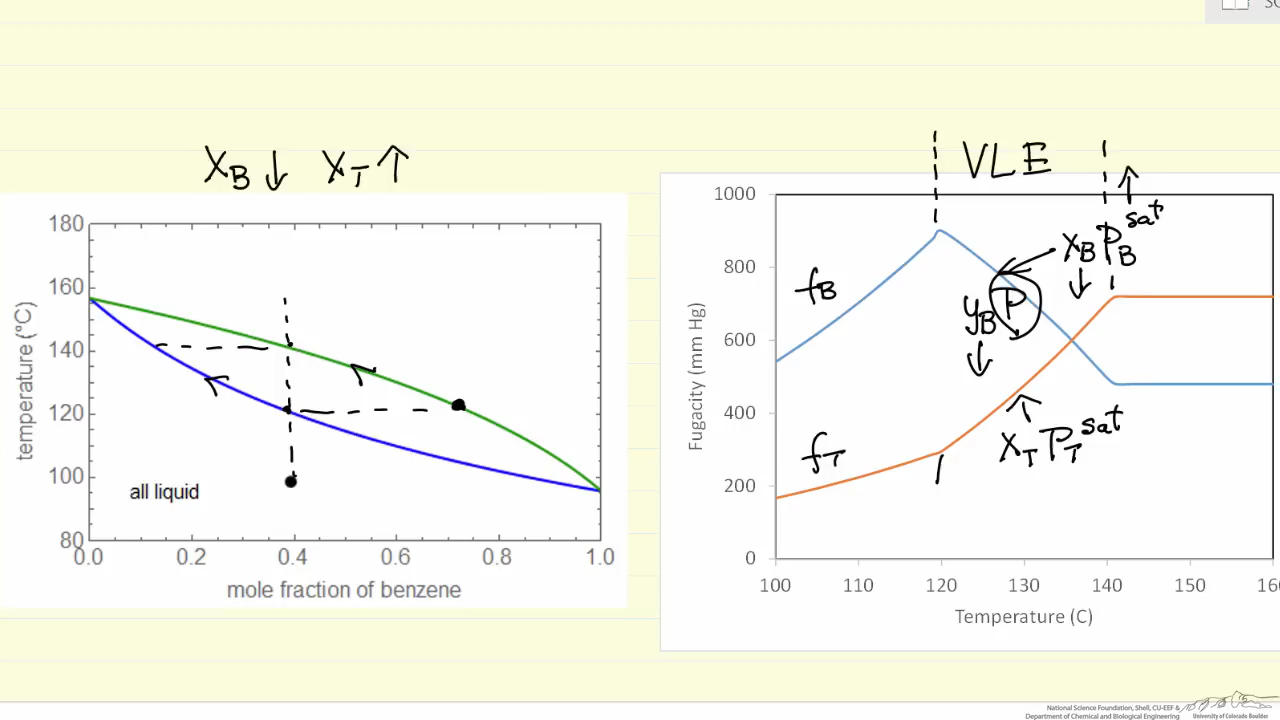 SC
X_B ↓ X_T ↑
180
160
140
120
100
80
temperature (°C)
all liquid
0.0 0.2 0.4 0.6 0.8 1.0
mole fraction of benzene
VLE
1000
800
600
400
200
0
Fugacity (mm Hg)
f_B
X_B P_B^sat
y_B P
X_T P_T^sat
f_T
100 110 120 130 140 150 16
Temperature (C)
National Science Foundation, Shell, CU-EEF &
Department of Chemical and Biological Engineering
University of Colorado Boulder